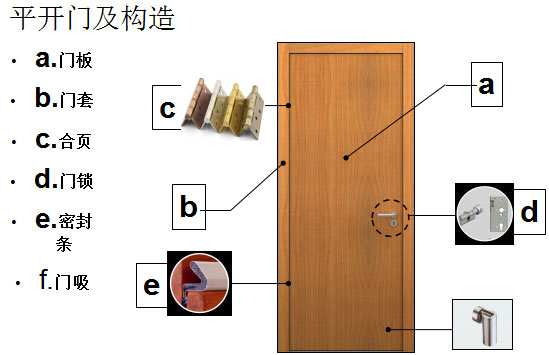 平开门及构造
• a.门板
• b.门套
• c.合页
• d.门锁
• e.密封
条
• f.门吸
c
a
b
d
e